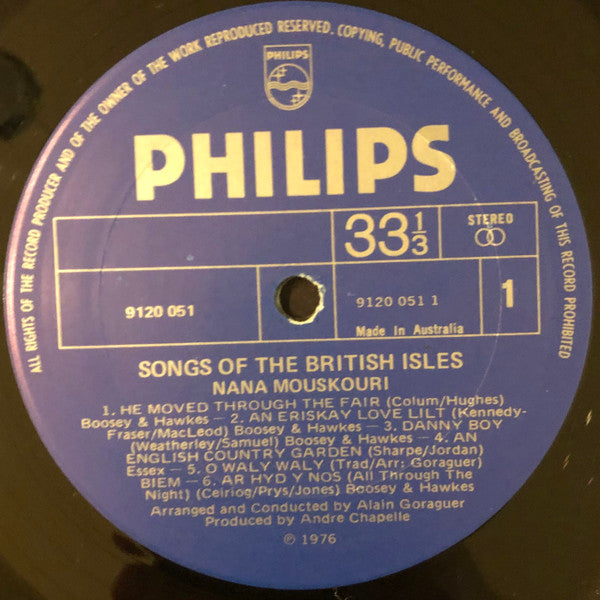 ALL RIGHTS OF THE RECORD PRODUCER AND OF THE OWNER OF THE WORK REPRODUCED RESERVED. COPYING, PUBLIC PERFORMANCE AND BROADCASTING OF THIS RECORD PROHIBITED
PHILIPS
PHILIPS
33 1/3
STEREO
9120 051
9120 051 1
1
Made In Australia
SONGS OF THE BRITISH ISLES
NANA MOUSKOURI
1. HE MOVED THROUGH THE FAIR (Colum/Hughes)
Boosey & Hawkes — 2. AN ERISKAY LOVE LILT (Kennedy-
Fraser/MacLeod) Boosey & Hawkes — 3. DANNY BOY
(Weatherley/Samuel) Boosey & Hawkes — 4. AN
ENGLISH COUNTRY GARDEN (Sharpe/Jordan)
Essex — 5. O WALY WALY (Trad/Arr: Goraguer)
BIEM — 6. AR HYD Y NOS (All Through The
Night) (Ceiriog/Prys/Jones) Boosey & Hawkes
Arranged and Conducted by Alain Goraguer
Produced by Andre Chapelle
℗ 1976